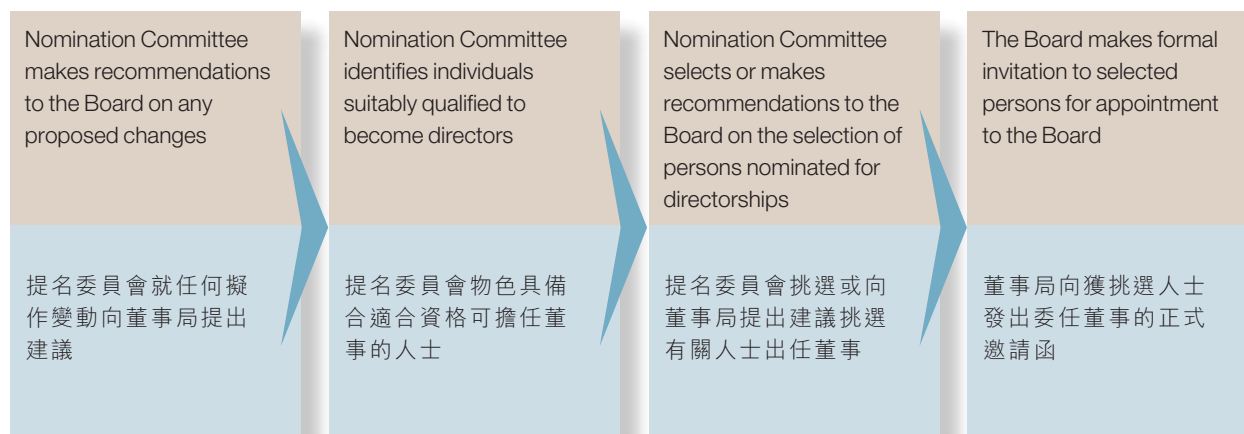 Nomination Committee
makes recommendations
to the Board on any
proposed changes
提名委員會就任何擬
作變動向董事局提出
建議
Nomination Committee
identifies individuals
suitably qualified to
become directors
提名委員會物色具備
合適合資格可擔任董
事的人士
Nomination Committee
selects or makes
recommendations to the
Board on the selection of
persons nominated for
directorships
提名委員會挑選或向
董事局提出建議挑選
有關人士出任董事
The Board makes formal
invitation to selected
persons for appointment
to the Board
董事局向獲挑選人士
發出委任董事的正式
邀請函